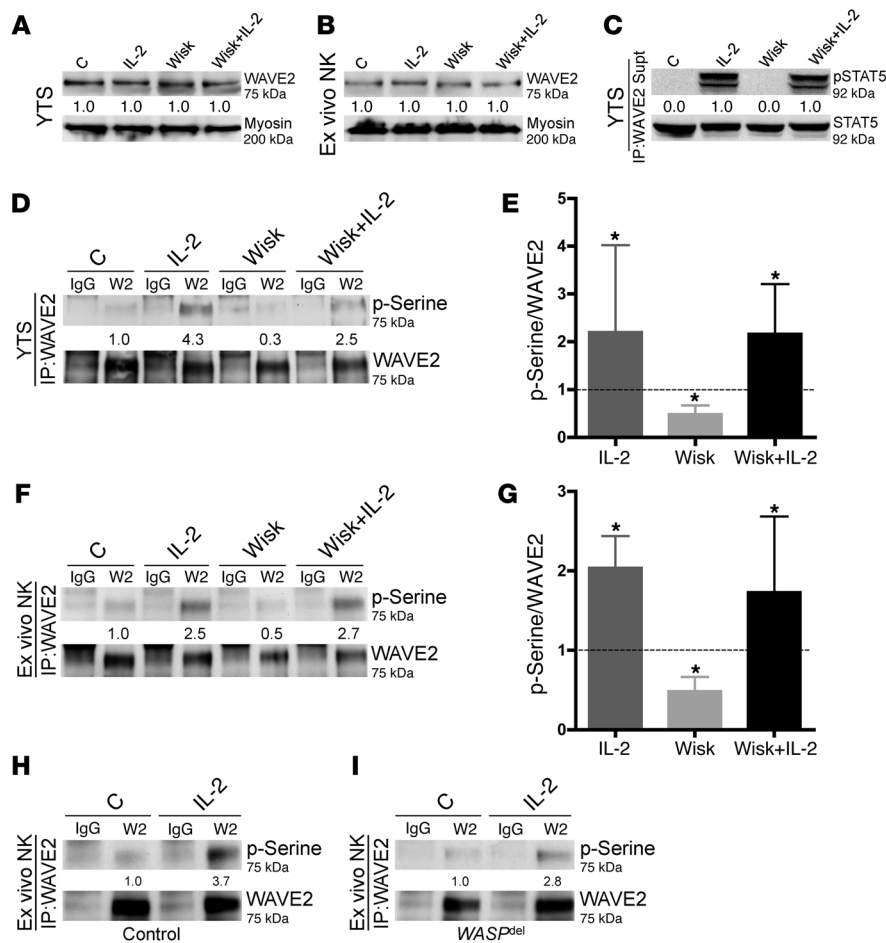 A
C IL-2 Wisk Wisk+IL-2
YTS
WAVE2
75 kDa
1.0 1.0 1.0 1.0
Myosin
200 kDa
B
C IL-2 Wisk Wisk+IL-2
Ex vivo NK
WAVE2
75 kDa
1.0 1.0 1.0 1.0
Myosin
200 kDa
C
C IL-2 Wisk Wisk+IL-2
YTS
IP:WAVE2 Supt
pSTAT5
92 kDa
0.0 1.0 0.0 1.0
STAT5
92 kDa
D
C IL-2 Wisk Wisk+IL-2
IgG W2 IgG W2 IgG W2 IgG W2
YTS
IP:WAVE2
p-Serine
75 kDa
1.0 4.3 0.3 2.5
WAVE2
75 kDa
E
p-Serine/WAVE2
5
4
3
2
1
0
* * *
IL-2 Wisk Wisk+IL-2
F
C IL-2 Wisk Wisk+IL-2
IgG W2 IgG W2 IgG W2 IgG W2
Ex vivo NK
IP:WAVE2
p-Serine
75 kDa
1.0 2.5 0.5 2.7
WAVE2
75 kDa
G
p-Serine/WAVE2
3
2
1
0
* * *
IL-2 Wisk Wisk+IL-2
H
C IL-2
IgG W2 IgG W2
Ex vivo NK
IP:WAVE2
p-Serine
75 kDa
1.0 3.7
WAVE2
75 kDa
Control
I
C IL-2
IgG W2 IgG W2
Ex vivo NK
IP:WAVE2
p-Serine
75 kDa
1.0 2.8
WAVE2
75 kDa
WASPdel